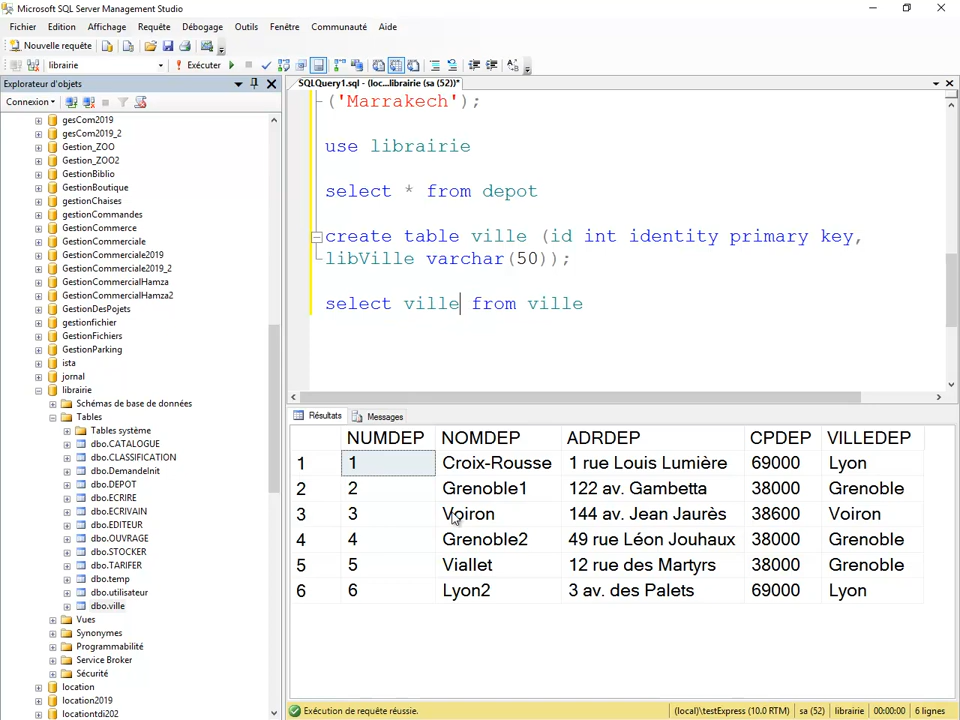 Microsoft SQL Server Management Studio
Fichier Edition Affichage Requête Débogage Outils Fenêtre Communauté Aide
Nouvelle requête
librairie Exécuter
Explorateur d'objets
SQLQuery1.sql - (loc...librairie (sa (52))*
Connexion
gesCom2019
gesCom2019_2
Gestion_ZOO
Gestion_ZOO2
GestionBiblio
GestionBoutique
gestionChaises
gestionCommandes
GestionCommerce
GestionCommerciale
GestionCommerciale2019
GestionCommerciale2019_2
GestionCommercialHamza
GestionCommercialHamza2
GestionDesPojets
gestionfichier
GestionFichiers
GestionParking
ista
jornal
librairie
Schémas de base de données
Tables
Tables système
dbo.CATALOGUE
dbo.CLASSIFICATION
dbo.DemandeInit
dbo.DEPOT
dbo.ECRIRE
dbo.ECRIVAIN
dbo.EDITEUR
dbo.OUVRAGE
dbo.STOCKER
dbo.TARIFER
dbo.temp
dbo.utilisateur
dbo.ville
Vues
Synonymes
Programmabilité
Service Broker
Sécurité
location
location2019
locationtdi202
('Marrakech');
use librairie
select * from depot
create table ville (id int identity primary key,
libVille varchar(50));
select ville from ville
Résultats Messages
NUMDEP NOMDEP ADRDEP CPDEP VILLEDEP
1 1 Croix-Rousse 1 rue Louis Lumière 69000 Lyon
2 2 Grenoble1 122 av. Gambetta 38000 Grenoble
3 3 Voiron 144 av. Jean Jaurès 38600 Voiron
4 4 Grenoble2 49 rue Léon Jouhaux 38000 Grenoble
5 5 Viallet 12 rue des Martyrs 38000 Grenoble
6 6 Lyon2 3 av. des Palets 69000 Lyon
Exécution de requête réussie. (local)\testExpress (10.0 RTM) sa (52) librairie 00:00:00 6 lignes